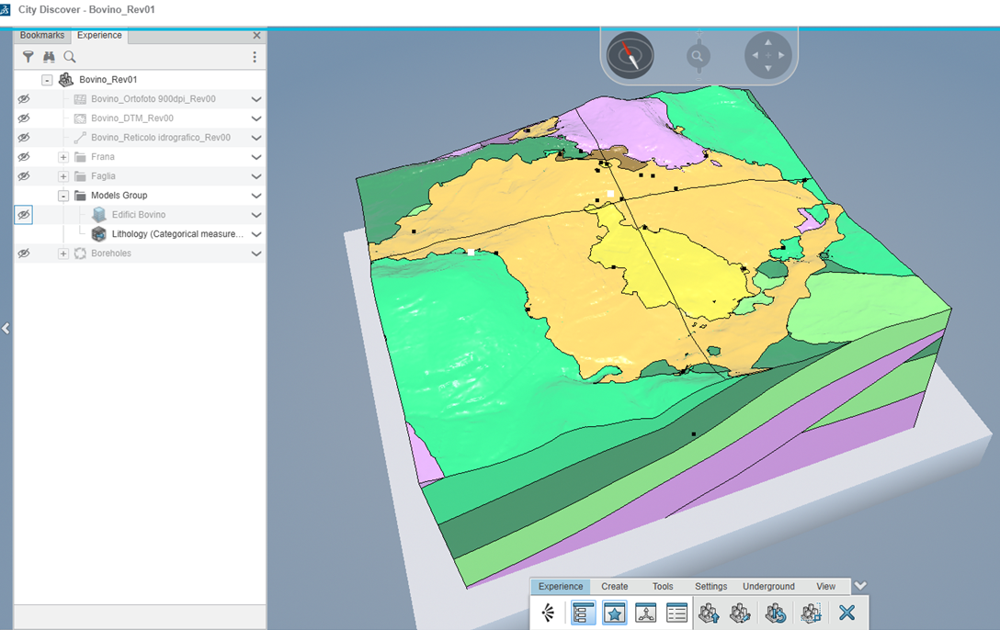 City Discover - Bovino_Rev01
Bookmarks Experience
Bovino_Rev01
Bovino_Ortofoto 900dpi_Rev00
Bovino_DTM_Rev00
Bovino_Reticolo idrografico_Rev00
Frana
Faglia
Models Group
Edifici Bovino
Lithology (Categorical measure...
Boreholes
Experience Create Tools Settings Underground View